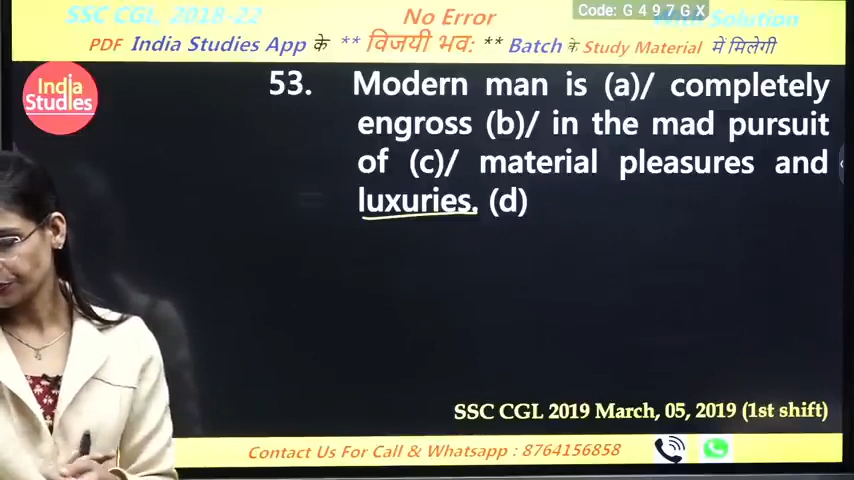 SSC CGL 2018-22
No Error
Code: G 4 9 7 G X
With Solution
PDF India Studies App के ** विजयी भव: ** Batch के Study Material में मिलेगी
India
Studies
53. Modern man is (a)/ completely
engross (b)/ in the mad pursuit
of (c)/ material pleasures and
luxuries. (d)
SSC CGL 2019 March, 05, 2019 (1st shift)
Contact Us For Call & Whatsapp : 8764156858